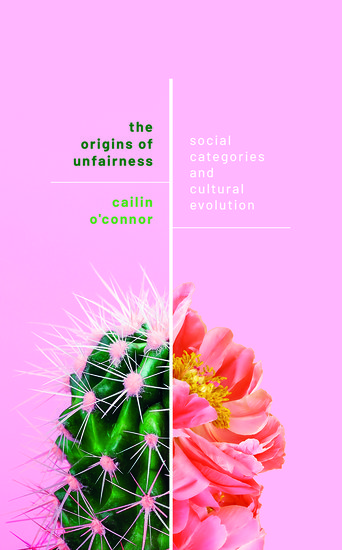 the
origins of
unfairness
cailin
o'connor
social
categories
and
cultural
evolution